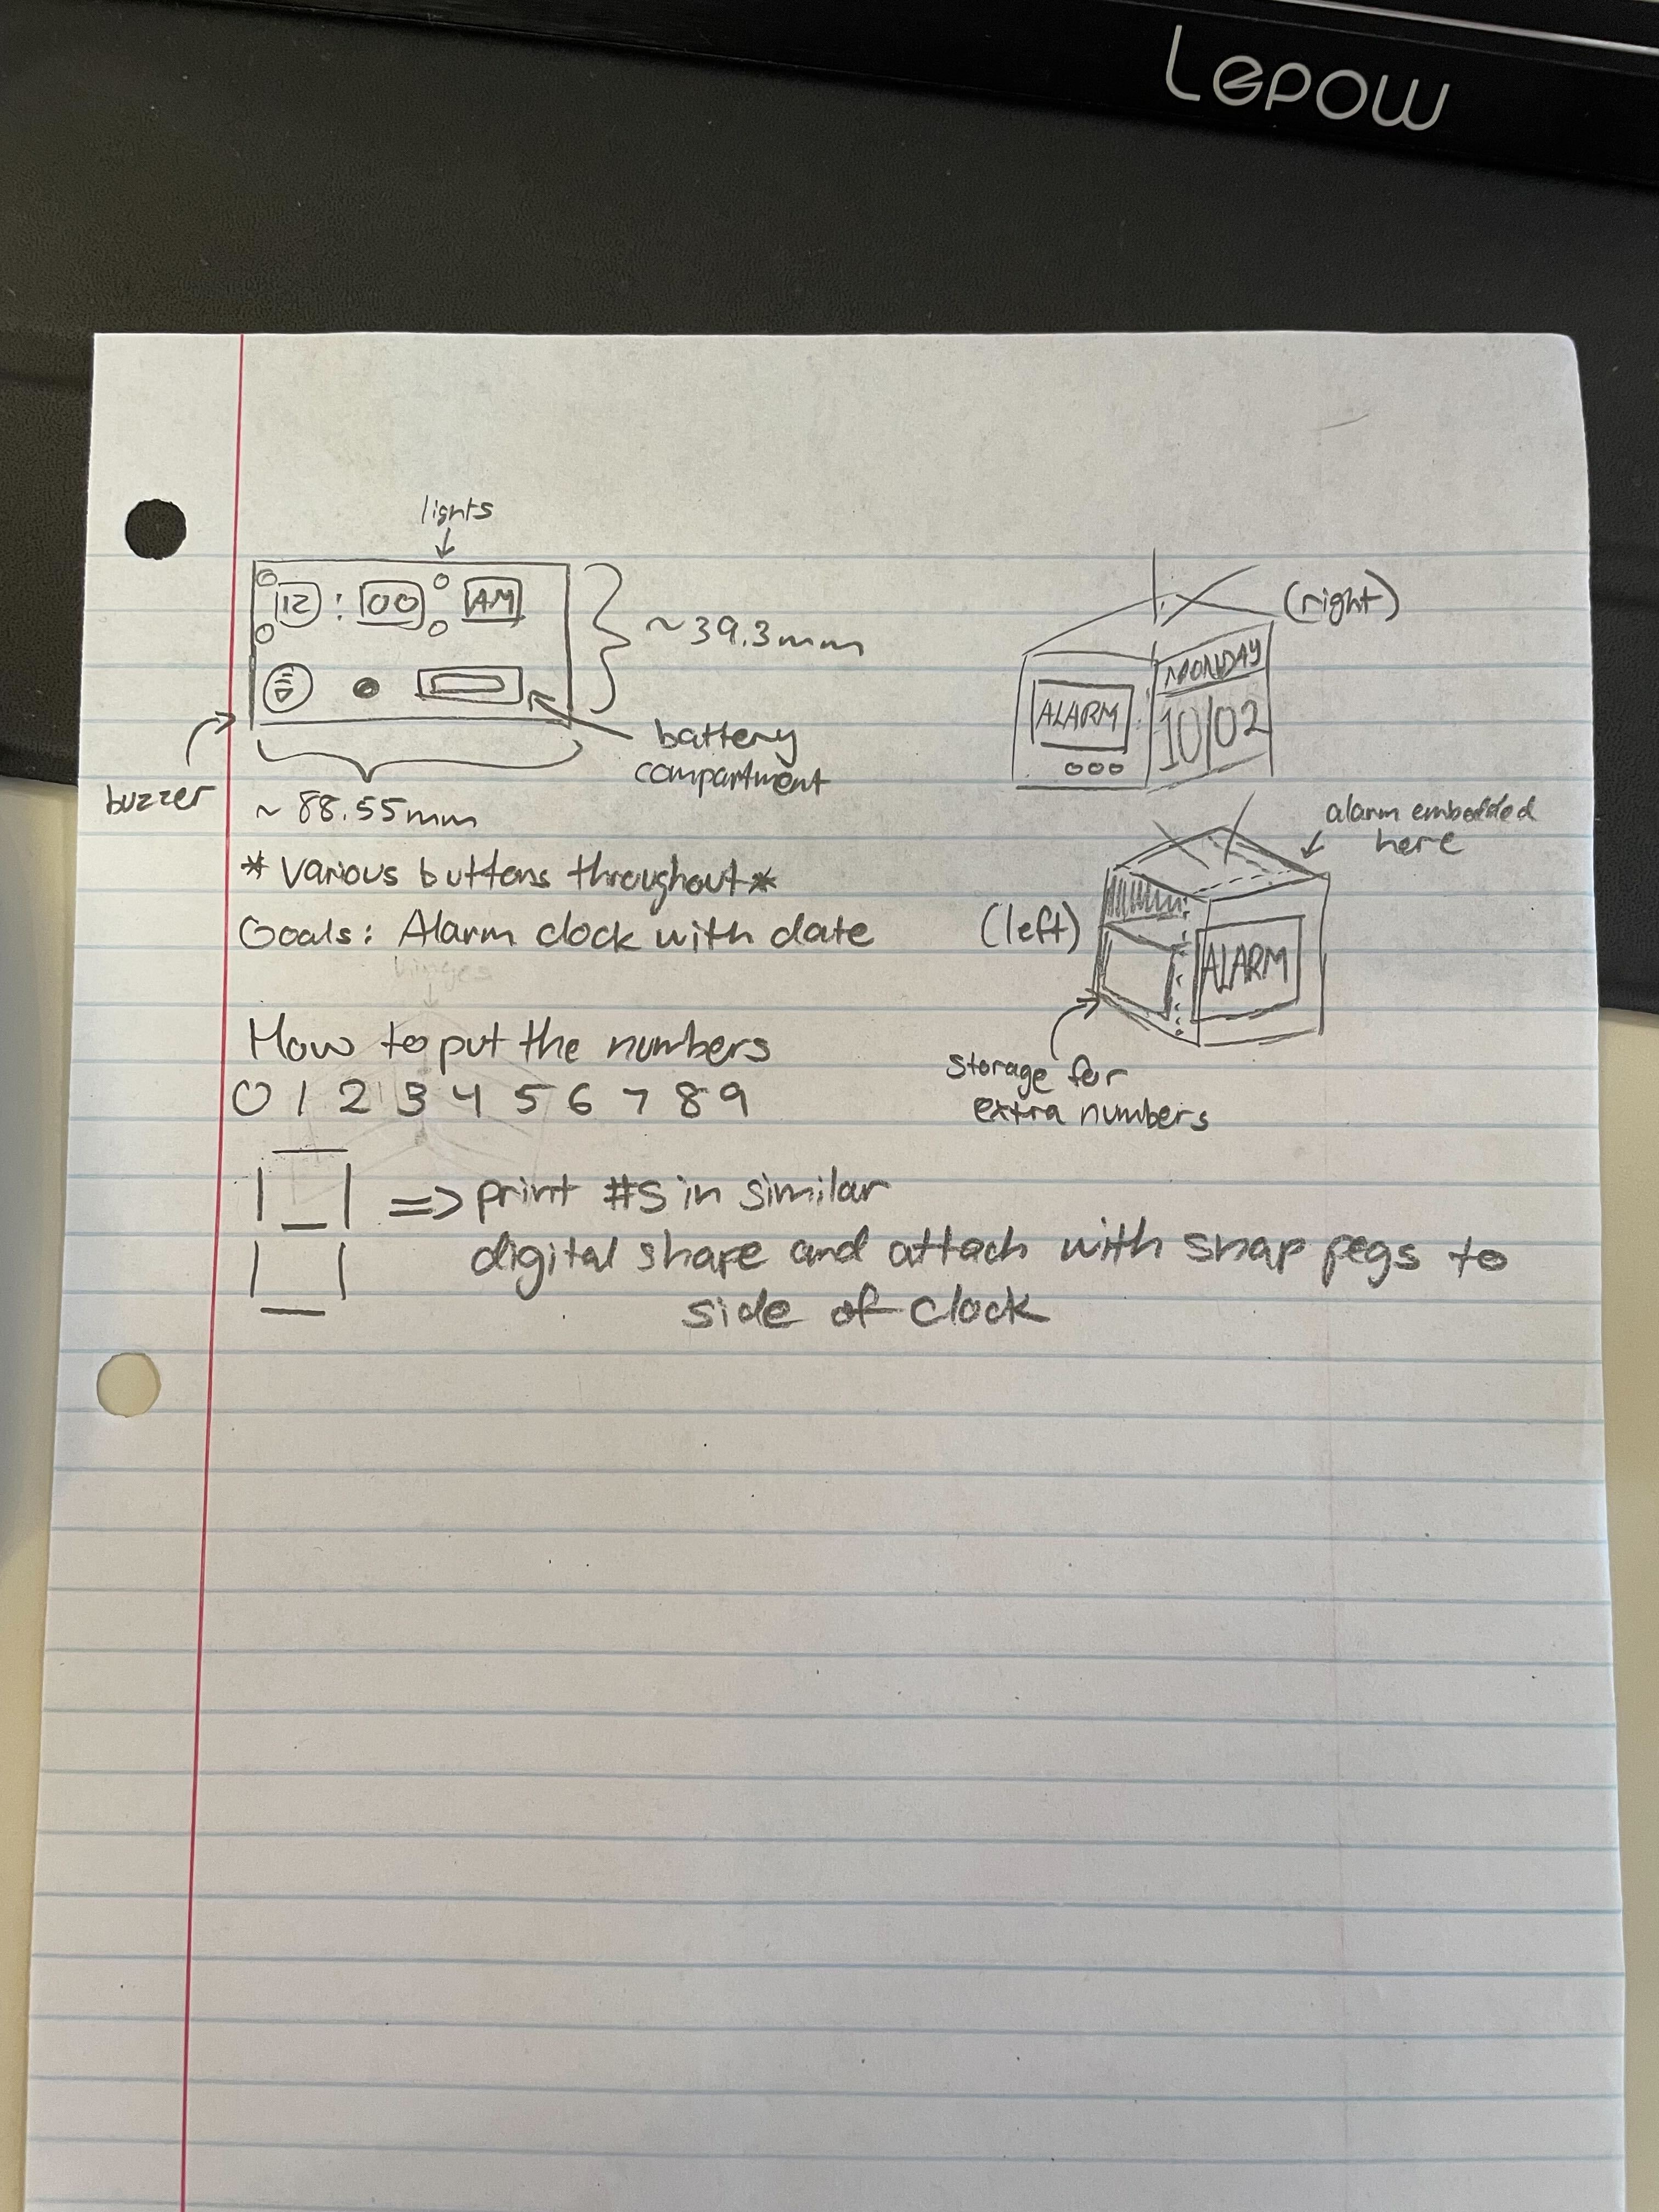 Lepow
lights
12 : 00 AM
~39.3mm
battery
compartment
buzzer
~ 88.55mm
*Various buttons throughout*
Goals: Alarm clock with date
hinges
How to put the numbers
0 1 2 3 4 5 6 7 8 9
=> print #s in similar
digital shape and attach with snap pegs to
side of clock
(right)
MONDAY
ALARM
10/02
alarm embedded
here
(left)
ALARM
storage for
extra numbers